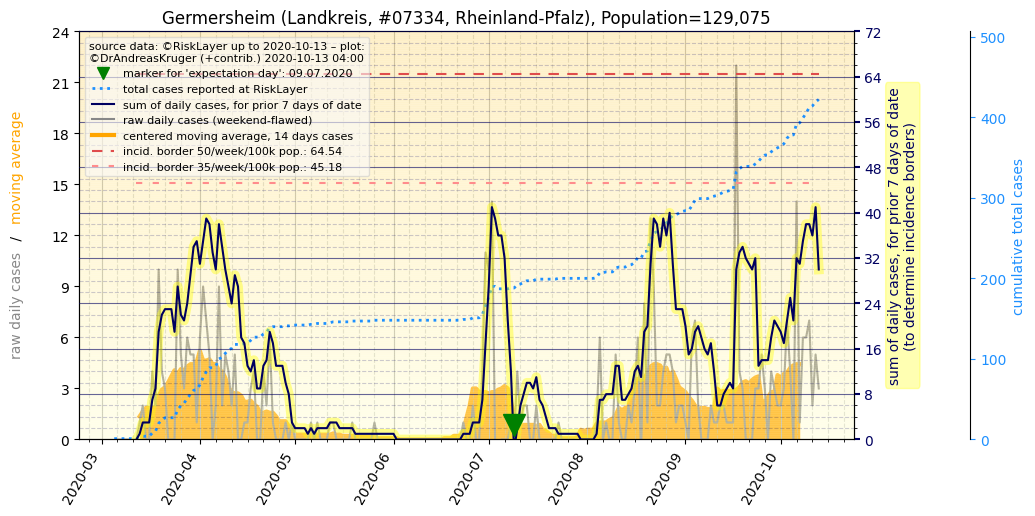 Germersheim (Landkreis, #07334, Rheinland-Pfalz), Population=129,075
source data: ©RiskLayer up to 2020-10-13 – plot:
©DrAndreasKruger (+contrib.) 2020-10-13 04:00
marker for 'expectation day': 09.07.2020
total cases reported at RiskLayer
sum of daily cases, for prior 7 days of date
raw daily cases (weekend-flawed)
centered moving average, 14 days cases
incid. border 50/week/100k pop.: 64.54
incid. border 35/week/100k pop.: 45.18
raw daily cases / moving average
24
21
18
15
12
9
6
3
0
72
64
56
48
40
32
24
16
8
0
sum of daily cases, for prior 7 days of date
(to determine incidence borders)
500
400
300
200
100
0
cumulative total cases
2020-03
2020-04
2020-05
2020-06
2020-07
2020-08
2020-09
2020-10